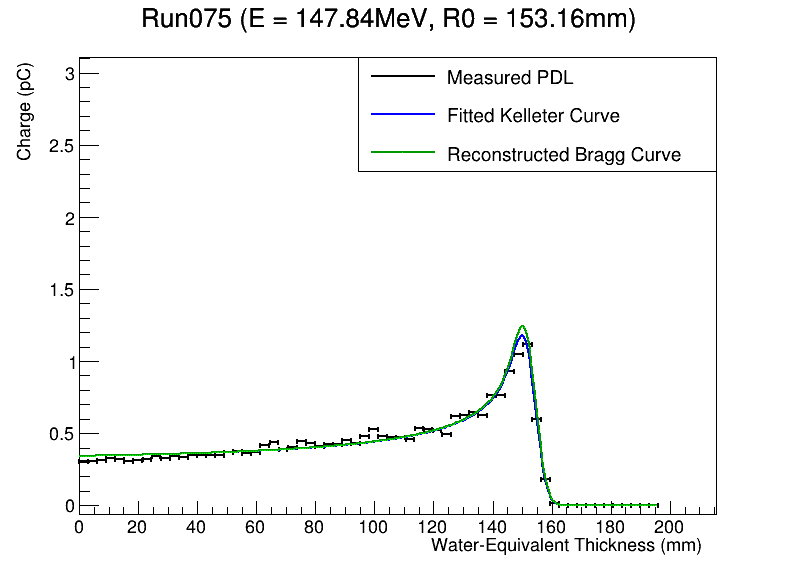 Run075 (E = 147.84MeV, R0 = 153.16mm)
Charge (pC)
3
2.5
2
1.5
1
0.5
0
Measured PDL
Fitted Kelleter Curve
Reconstructed Bragg Curve
0 20 40 60 80 100 120 140 160 180 200
Water-Equivalent Thickness (mm)